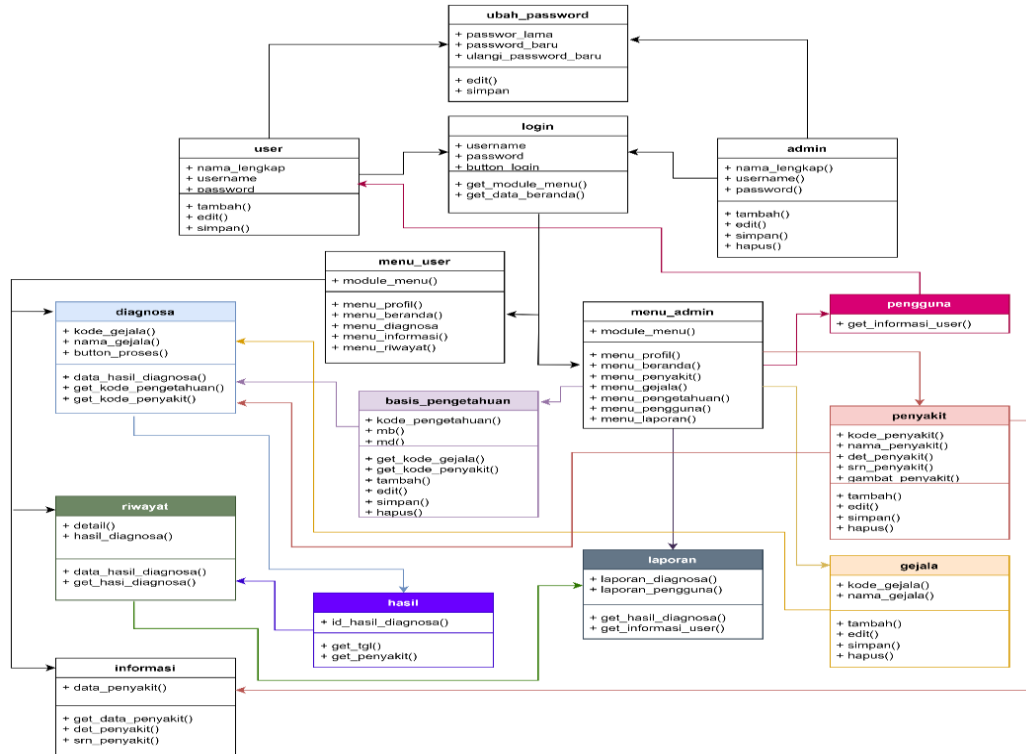 ubah_password
+ passwor_lama
+ password_baru
+ ulangi_password_baru
+ edit()
+ simpan
user
+ nama_lengkap
+ username
+ password
+ tambah()
+ edit()
+ simpan()
login
+ username
+ password
+ button_login
+ get_module_menu()
+ get_data_beranda()
admin
+ nama_lengkap()
+ username()
+ password()
+ tambah()
+ edit()
+ simpan()
+ hapus()
menu_user
+ module_menu()
+ menu_profil()
+ menu_beranda()
+ menu_diagnosa
+ menu_informasi()
+ menu_riwayat()
diagnosa
+ kode_gejala()
+ nama_gejala()
+ button_proses()
+ data_hasil_diagnosa()
+ get_kode_pengetahuan()
+ get_kode_penyakit()
menu_admin
+ module_menu()
+ menu_profil()
+ menu_beranda()
+ menu_penyakit()
+ menu_gejala()
+ menu_pengetahuan()
+ menu_pengguna()
+ menu_laporan()
pengguna
+ get_informasi_user()
basis_pengetahuan
+ kode_pengetahuan()
+ mb()
+ md()
+ get_kode_gejala()
+ get_kode_penyakit()
+ tambah()
+ edit()
+ simpan()
+ hapus()
penyakit
+ kode_penyakit()
+ nama_penyakit()
+ det_penyakit()
+ srn_penyakit()
+ gambat_penyakit()
+ tambah()
+ edit()
+ simpan()
+ hapus()
riwayat
+ detail()
+ hasil_diagnosa()
+ data_hasil_diagnosa()
+ get_hasi_diagnosa()
hasil
+ id_hasil_diagnosa()
+ get_tgl()
+ get_penyakit()
laporan
+ laporan_diagnosa()
+ laporan_pengguna()
+ get_hasil_diagnosa()
+ get_informasi_user()
gejala
+ kode_gejala()
+ nama_gejala()
+ tambah()
+ edit()
+ simpan()
+ hapus()
informasi
+ data_penyakit()
+ get_data_penyakit()
+ det_penyakit()
+ srn_penyakit()